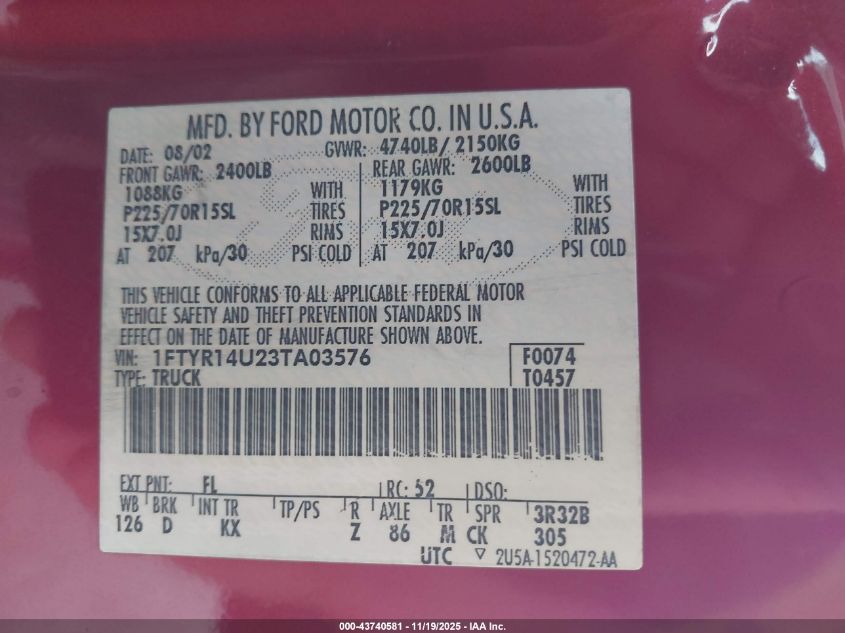 MFD. BY FORD MOTOR CO. IN U.S.A.
DATE: 08/02 GVWR: 4740LB/ 2150KG
FRONT GAWR: 2400LB REAR GAWR: 2600LB
1088KG WITH 1179KG WITH
P225/70R15SL TIRES P225/70R15SL TIRES
15X7.0J RIMS 15X7.0J RIMS
AT 207 kPa/30 PSI COLD AT 207 kPa/30 PSI COLD
THIS VEHICLE CONFORMS TO ALL APPLICABLE FEDERAL MOTOR
VEHICLE SAFETY AND THEFT PREVENTION STANDARDS IN
EFFECT ON THE DATE OF MANUFACTURE SHOWN ABOVE.
VIN: 1FTYR14U23TA03576 F0074
TYPE: TRUCK T0457
EXT PNT: FL RC: 52 DSO:
WB BRK INT TR TP/PS R AXLE TR SPR 3R32B
126 D KX Z 86 M CK 305
UTC ▽ 2U5A-1520472-AA
000-43740581 - 11/19/2025 - IAA Inc.